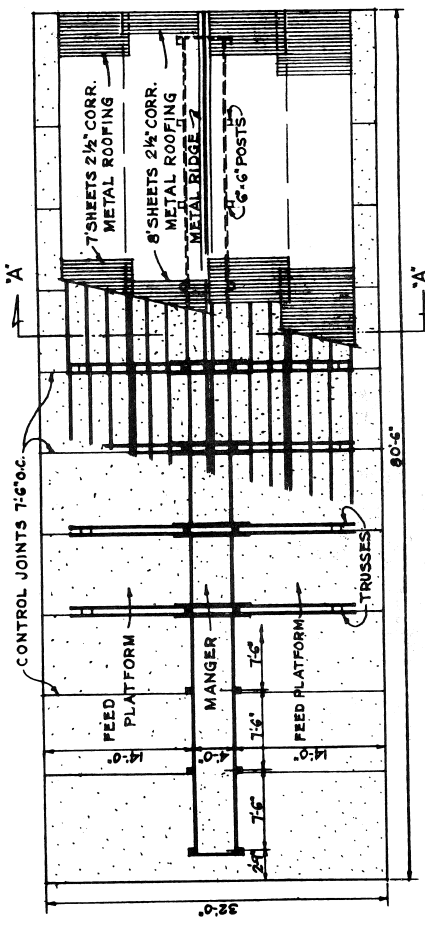 CONTROL JOINTS 7'-6" O.C.
"A"
7' SHEETS 2½" CORR.
METAL ROOFING
8' SHEETS 2½" CORR.
METAL ROOFING
METAL RIDGE
6"×6" POSTS
"A"
FEED
PLATFORM
MANGER
FEED PLATFORM
TRUSSES
14'-0"
4'-0"
14'-0"
2'9"
7'-6"
7'-6"
7'-6"
32'-0"
80'-6"